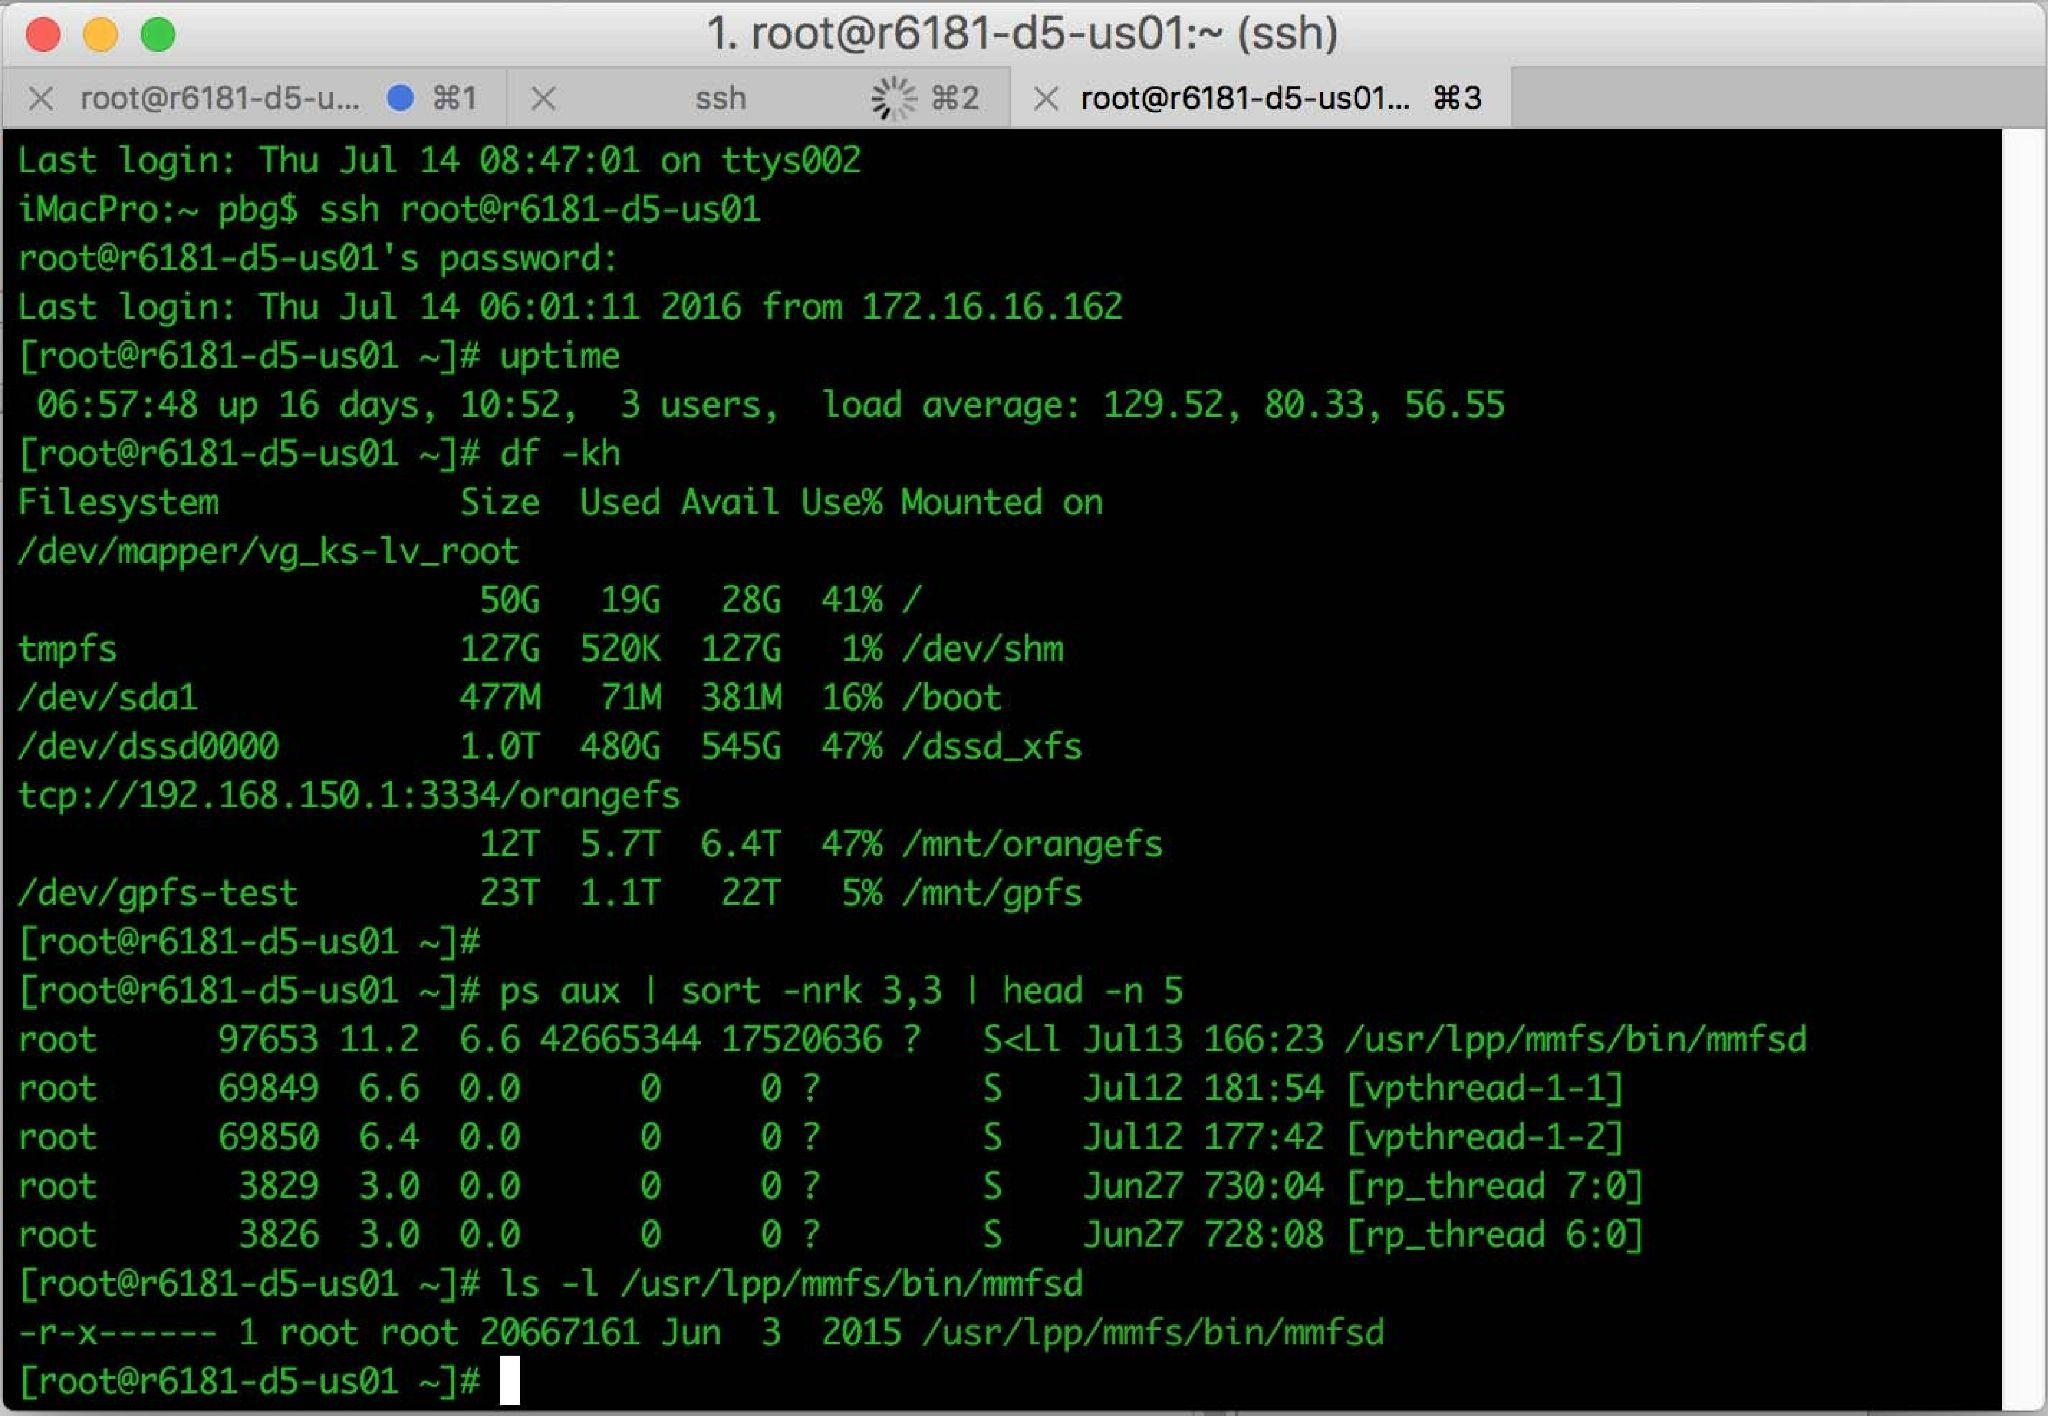 1. root@r6181-d5-us01:~ (ssh)
root@r6181-d5-u... ⌘1 ssh ⌘2 root@r6181-d5-us01... ⌘3
Last login: Thu Jul 14 08:47:01 on ttys002
iMacPro:~ pbg$ ssh root@r6181-d5-us01
root@r6181-d5-us01's password:
Last login: Thu Jul 14 06:01:11 2016 from 172.16.16.162
[root@r6181-d5-us01 ~]# uptime
 06:57:48 up 16 days, 10:52,  3 users,  load average: 129.52, 80.33, 56.55
[root@r6181-d5-us01 ~]# df -kh
Filesystem            Size  Used Avail Use% Mounted on
/dev/mapper/vg_ks-lv_root
                       50G   19G   28G  41% /
tmpfs                 127G  520K  127G   1% /dev/shm
/dev/sda1             477M   71M  381M  16% /boot
/dev/dssd0000         1.0T  480G  545G  47% /dssd_xfs
tcp://192.168.150.1:3334/orangefs
                       12T  5.7T  6.4T  47% /mnt/orangefs
/dev/gpfs-test         23T  1.1T   22T   5% /mnt/gpfs
[root@r6181-d5-us01 ~]#
[root@r6181-d5-us01 ~]# ps aux | sort -nrk 3,3 | head -n 5
root      97653 11.2  6.6 42665344 17520636 ?   S<Ll Jul13 166:23 /usr/lpp/mmfs/bin/mmfsd
root      69849  6.6  0.0      0     0 ?        S    Jul12 181:54 [vpthread-1-1]
root      69850  6.4  0.0      0     0 ?        S    Jul12 177:42 [vpthread-1-2]
root       3829  3.0  0.0      0     0 ?        S    Jun27 730:04 [rp_thread 7:0]
root       3826  3.0  0.0      0     0 ?        S    Jun27 728:08 [rp_thread 6:0]
[root@r6181-d5-us01 ~]# ls -l /usr/lpp/mmfs/bin/mmfsd
-r-x------ 1 root root 20667161 Jun  3  2015 /usr/lpp/mmfs/bin/mmfsd
[root@r6181-d5-us01 ~]#